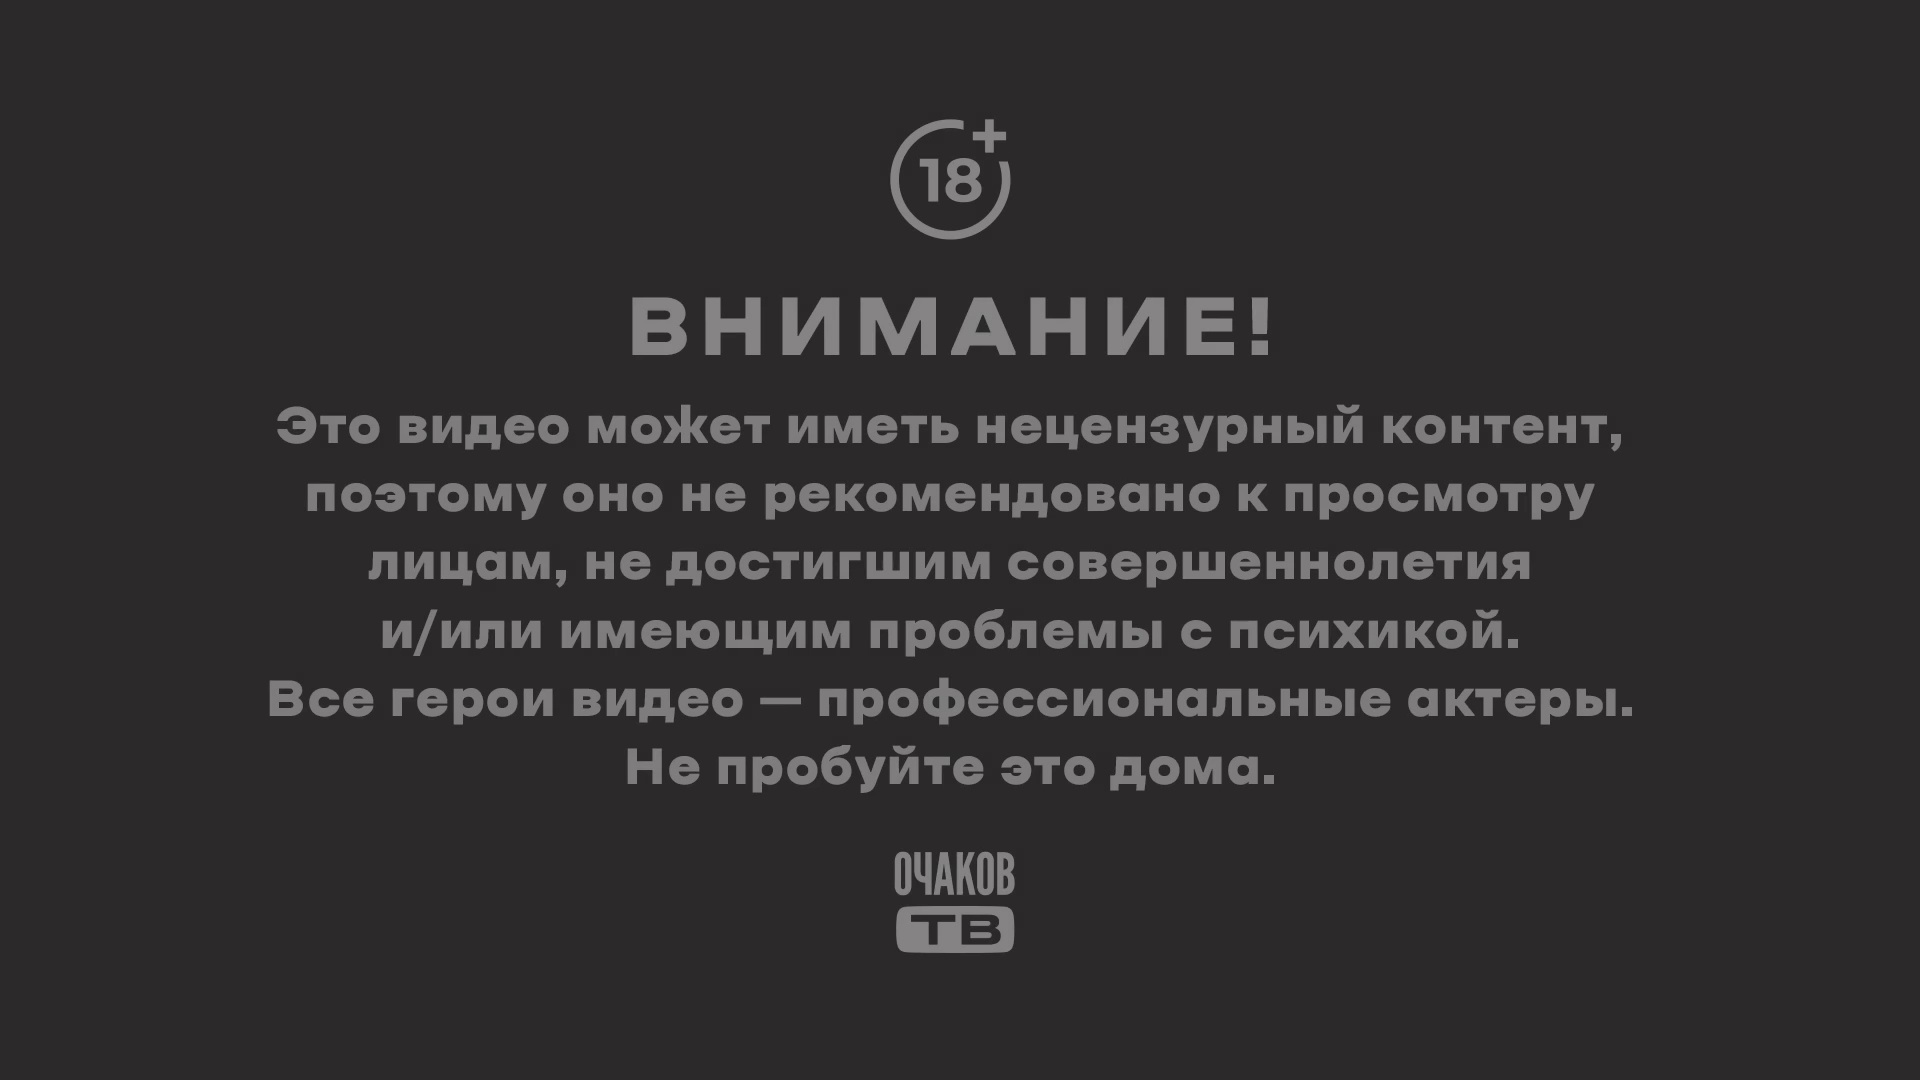 18+
ВНИМАНИЕ!
Это видео может иметь нецензурный контент,
поэтому оно не рекомендовано к просмотру
лицам, не достигшим совершеннолетия
и/или имеющим проблемы с психикой.
Все герои видео — профессиональные актеры.
Не пробуйте это дома.
ОЧАКОВ
ТВ